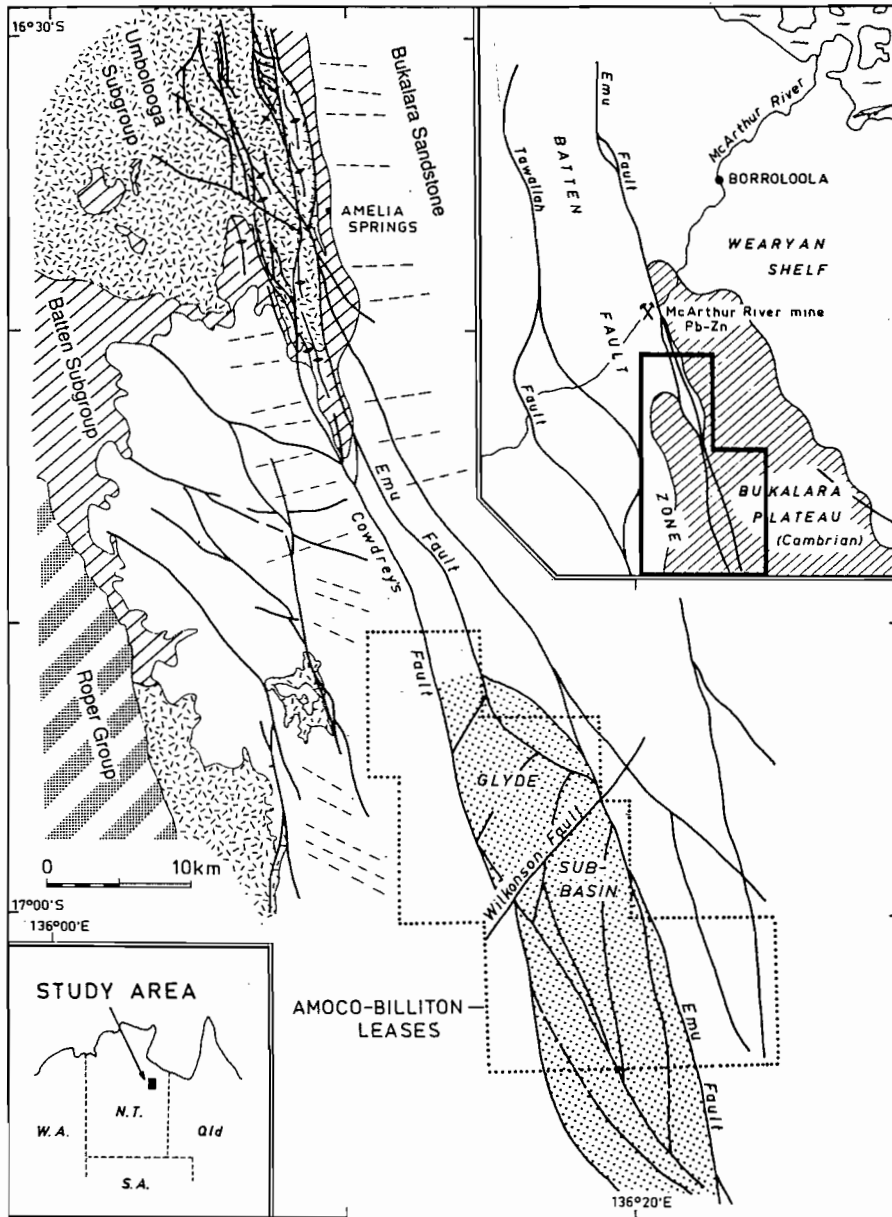 16°30'S
Umbolooga
Subgroup
Bukalara Sandstone
AMELIA
SPRINGS
Batten Subgroup
Roper Group
Emu
Fault
Cowdrey's
Fault
0 10km
17°00'S
136°00'E
GLYDE
SUB-
BASIN
Wilkonson Fault
AMOCO-BILLITON
LEASES
Emu
Fault
136°20'E
Tawallah
Fault
BATTEN
FAULT
ZONE
Emu
Fault
McArthur River
BORROLOOLA
WEARYAN
SHELF
McArthur River mine
Pb-Zn
BUKALARA
PLATEAU
(Cambrian)
STUDY AREA
N.T.
W.A.
Qld
S.A.